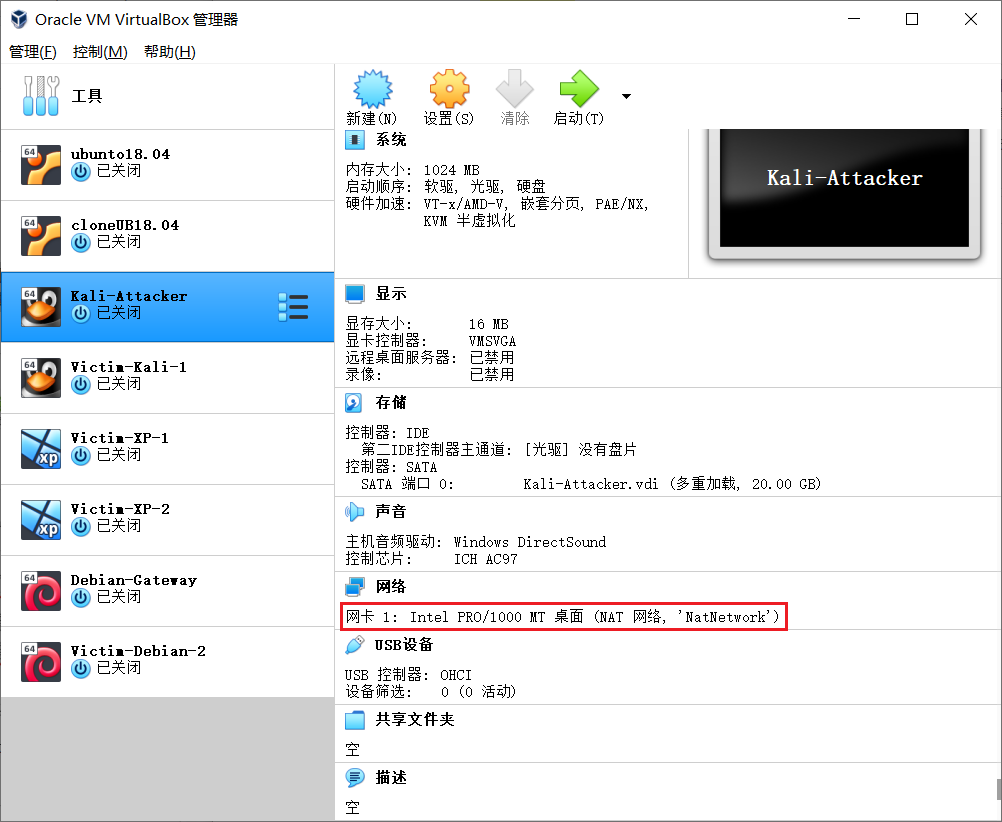 Oracle VM VirtualBox 管理器
管理(F) 控制(M) 帮助(H)
工具
64
ubunto18.04
已关闭
64
cloneUB18.04
已关闭
64
Kali-Attacker
已关闭
64
Victim-Kali-1
已关闭
xp
Victim-XP-1
已关闭
xp
Victim-XP-2
已关闭
64
Debian-Gateway
已关闭
64
Victim-Debian-2
已关闭
新建(N) 设置(S) 清除 启动(T)
系统
内存大小: 1024 MB
启动顺序: 软驱, 光驱, 硬盘
硬件加速: VT-x/AMD-V, 嵌套分页, PAE/NX,
KVM 半虚拟化
Kali-Attacker
显示
显存大小: 16 MB
显卡控制器: VMSVGA
远程桌面服务器: 已禁用
录像: 已禁用
存储
控制器: IDE
第二IDE控制器主通道: [光驱] 没有盘片
控制器: SATA
SATA 端口 0: Kali-Attacker.vdi (多重加载, 20.00 GB)
声音
主机音频驱动: Windows DirectSound
控制芯片: ICH AC97
网络
网卡 1: Intel PRO/1000 MT 桌面 (NAT 网络, 'NatNetwork')
USB设备
USB 控制器: OHCI
设备筛选: 0 (0 活动)
共享文件夹
空
描述
空